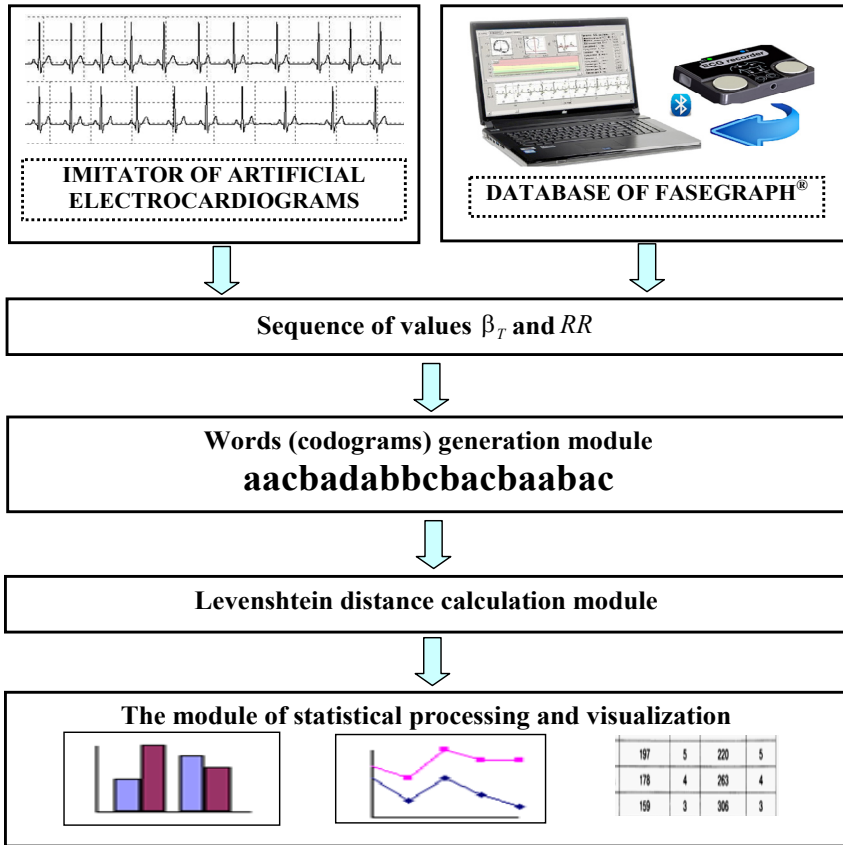 ECG recorder
IMITATOR OF ARTIFICIAL
ELECTROCARDIOGRAMS
DATABASE OF FASEGRAPH®
Sequence of values β_T and RR
Words (codograms) generation module
aacbadabbcbacbaabac
Levenshtein distance calculation module
The module of statistical processing and visualization
197 5 220 5
178 4 263 4
159 3 306 3